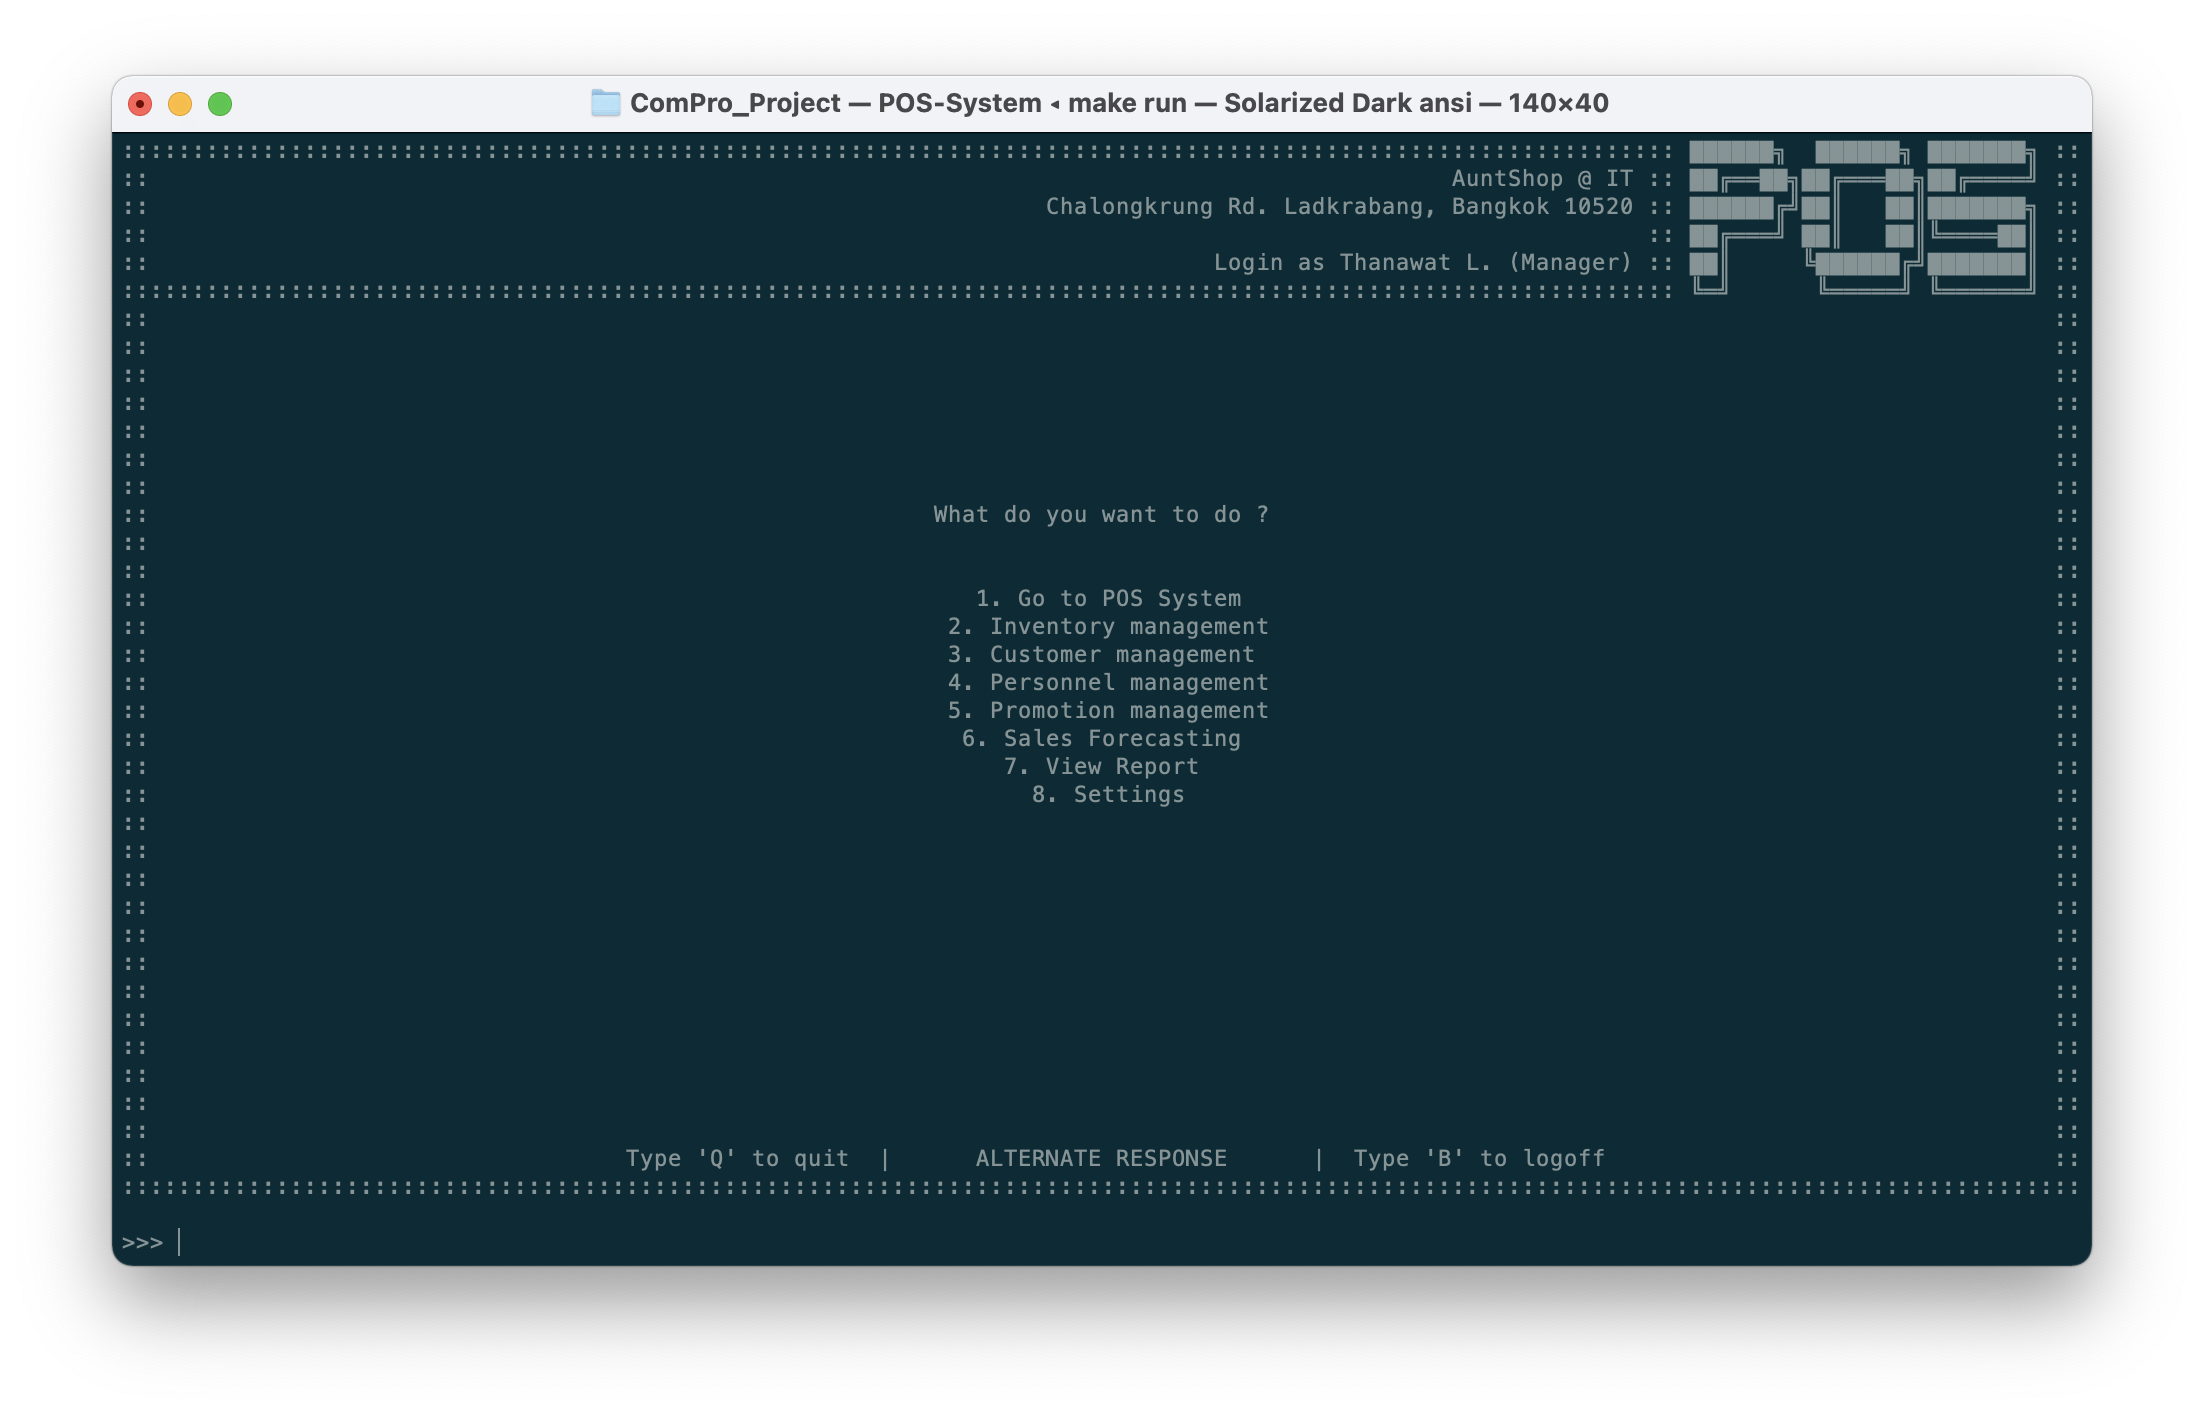 ComPro_Project — POS-System ◂ make run — Solarized Dark ansi — 140×40
POS
AuntShop @ IT
Chalongkrung Rd. Ladkrabang, Bangkok 10520
Login as Thanawat L. (Manager)
What do you want to do ?
1. Go to POS System
2. Inventory management
3. Customer management
4. Personnel management
5. Promotion management
6. Sales Forecasting
7. View Report
8. Settings
Type 'Q' to quit | ALTERNATE RESPONSE | Type 'B' to logoff
>>>